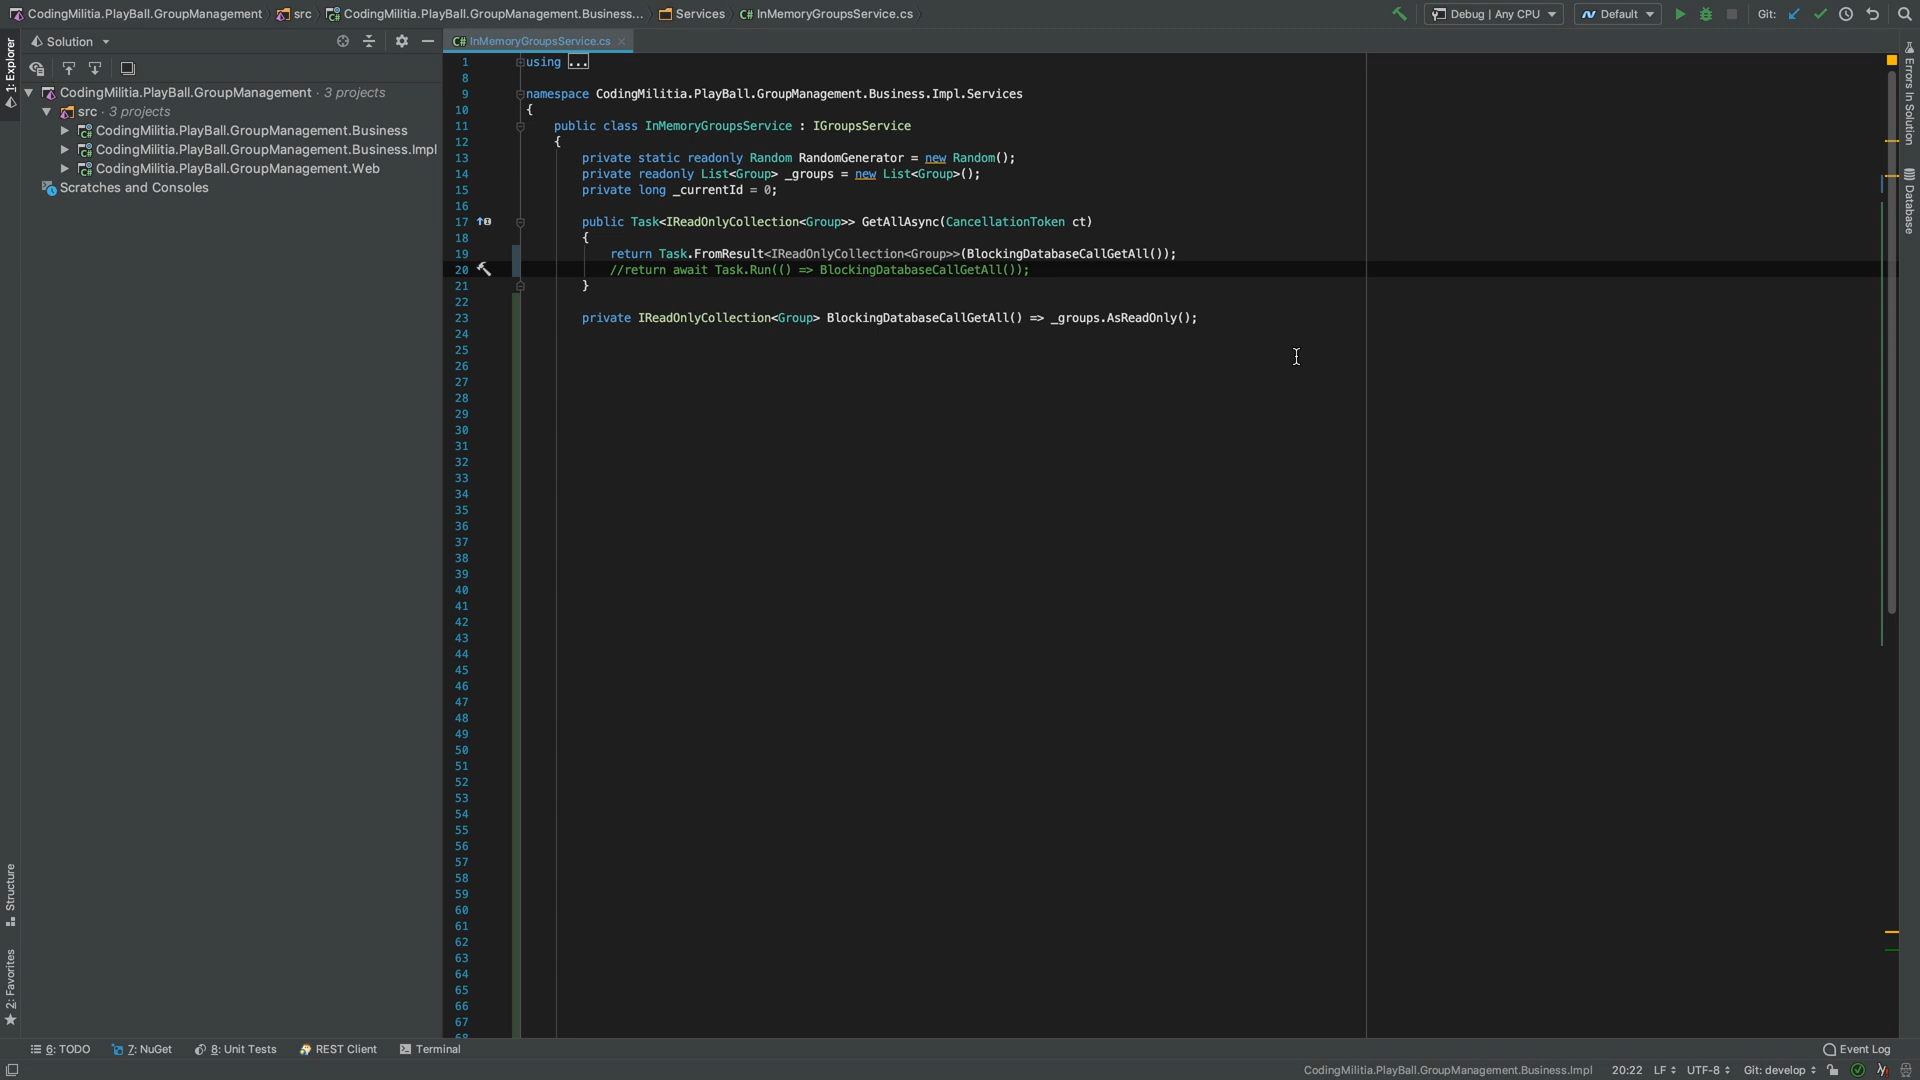 CodingMilitia.PlayBall.GroupManagement src CodingMilitia.PlayBall.GroupManagement.Business... Services C# InMemoryGroupsService.cs
Debug | Any CPU Default Git:
1: Explorer
Solution
CodingMilitia.PlayBall.GroupManagement · 3 projects
src · 3 projects
CodingMilitia.PlayBall.GroupManagement.Business
CodingMilitia.PlayBall.GroupManagement.Business.Impl
CodingMilitia.PlayBall.GroupManagement.Web
Scratches and Consoles
Structure
2: Favorites
C# InMemoryGroupsService.cs
1 using ...
8
9 namespace CodingMilitia.PlayBall.GroupManagement.Business.Impl.Services
10 {
11 public class InMemoryGroupsService : IGroupsService
12 {
13 private static readonly Random RandomGenerator = new Random();
14 private readonly List<Group> _groups = new List<Group>();
15 private long _currentId = 0;
16
17 public Task<IReadOnlyCollection<Group>> GetAllAsync(CancellationToken ct)
18 {
19 return Task.FromResult<IReadOnlyCollection<Group>>(BlockingDatabaseCallGetAll());
20 //return await Task.Run(() => BlockingDatabaseCallGetAll());
21 }
22
23 private IReadOnlyCollection<Group> BlockingDatabaseCallGetAll() => _groups.AsReadOnly();
24
25
26
27
28
29
30
31
32
33
34
35
36
37
38
39
40
41
42
43
44
45
46
47
48
49
50
51
52
53
54
55
56
57
58
59
60
61
62
63
64
65
66
67
68
Errors In Solution
Database
6: TODO 7: NuGet 8: Unit Tests REST Client Terminal Event Log
CodingMilitia.PlayBall.GroupManagement.Business.Impl 20:22 LF UTF-8 Git: develop